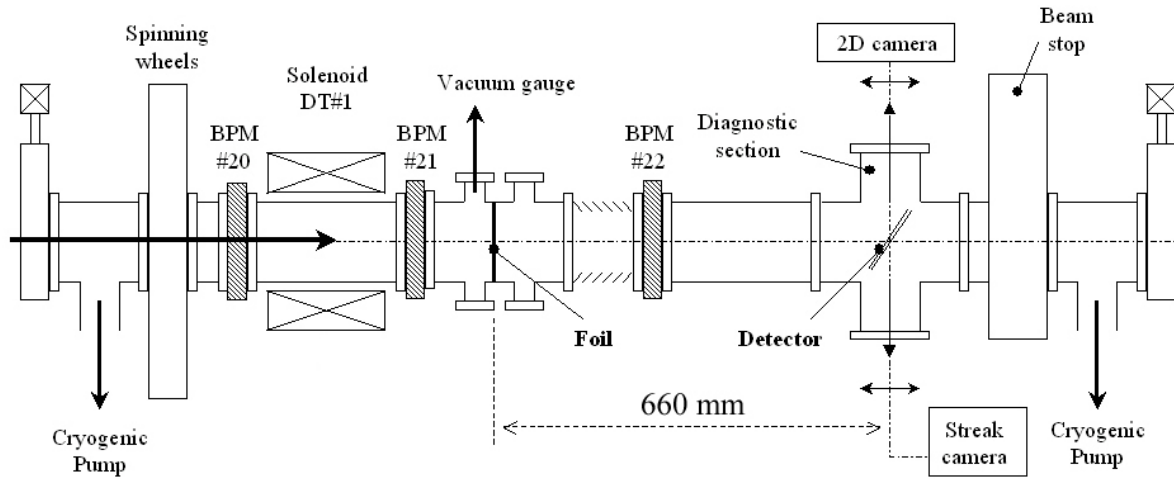 Spinning
wheels
Solenoid
DT#1
Vacuum gauge
2D camera
Beam
stop
BPM
#20
BPM
#21
BPM
#22
Diagnostic
section
Foil
Detector
660 mm
Cryogenic
Pump
Streak
camera
Cryogenic
Pump